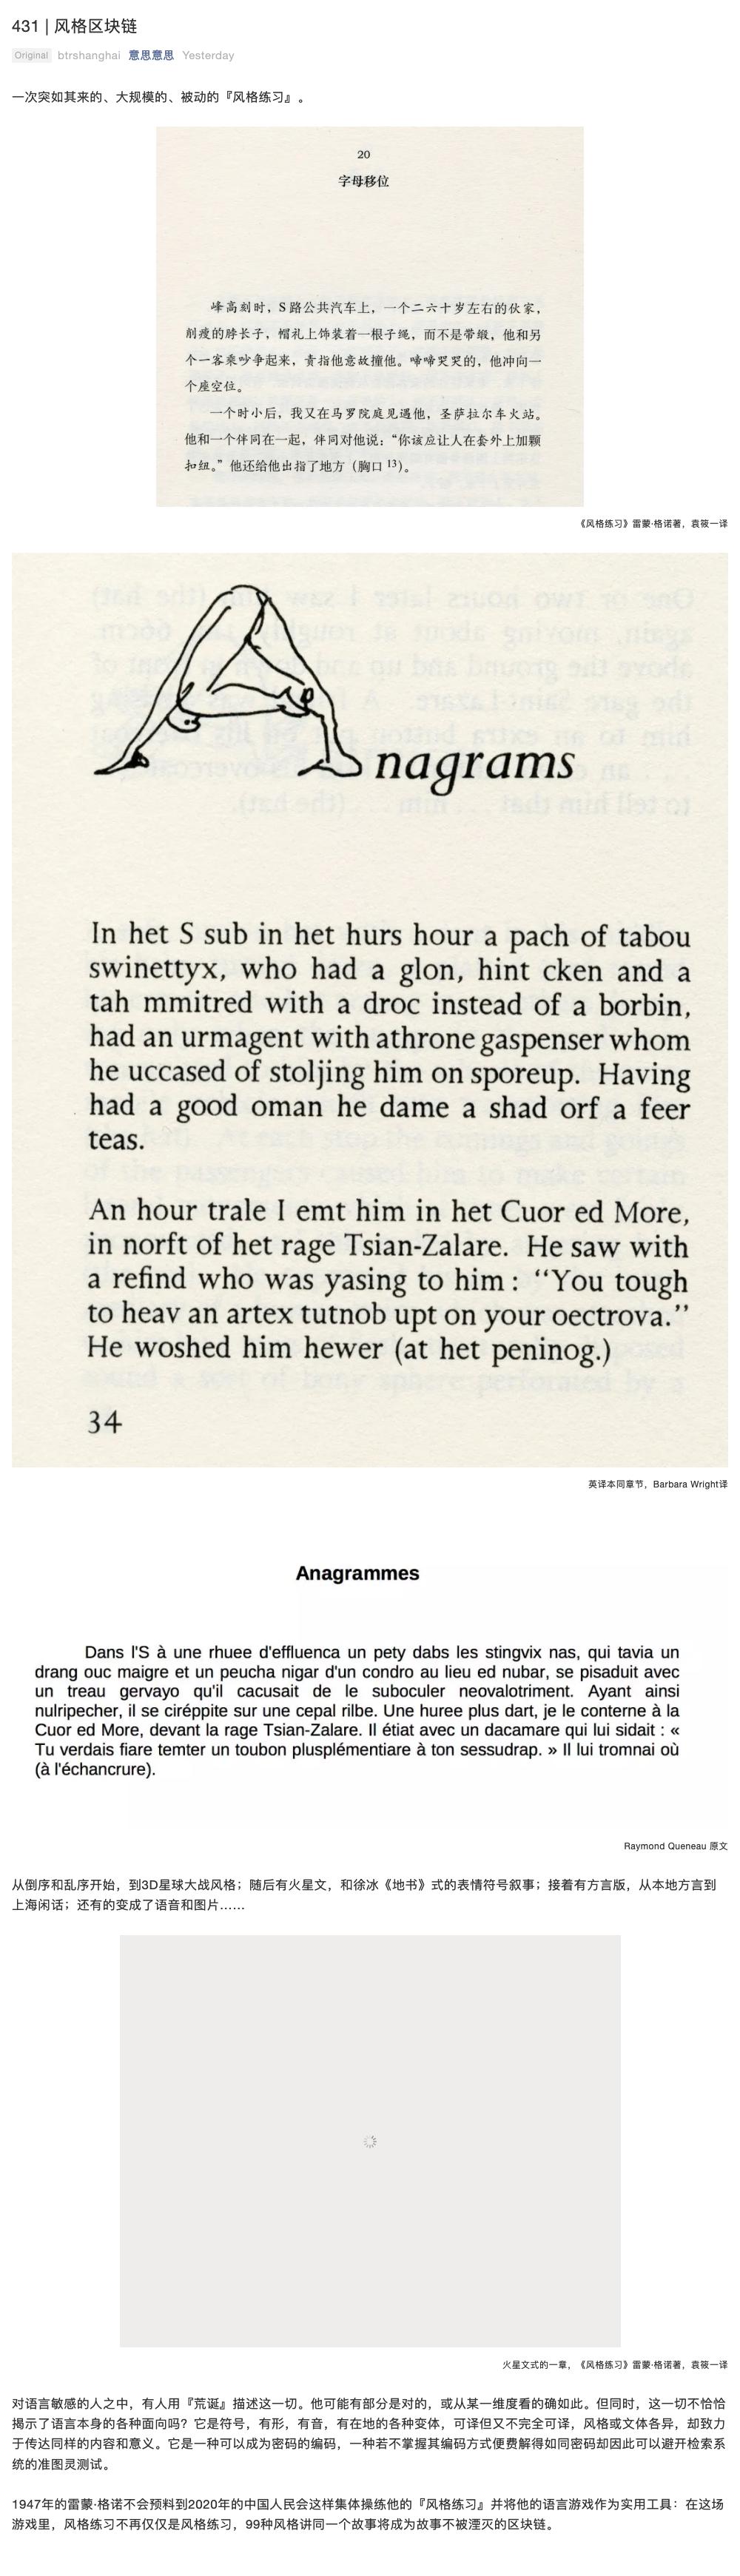 431 | 风格区块链
Original btrshanghai 意思意思 Yesterday
一次突如其来的、大规模的、被动的『风格练习』。
20
字母移位
峰高刻时，S路公共汽车上，一个二六十岁左右的伙家，
削瘦的脖长子，帽礼上饰装着一根子绳，而不是带缎，他和另
个一客乘吵争起来，责指他意故撞他。啼啼哭哭的，他冲向一
个座空位。
一个时小后，我又在马罗院庭见遇他，圣萨拉尔车火站。
他和一个伴同在一起，伴同对他说：“你该应让人在套外上加颗
扣纽。”他还给他出指了地方（胸口13）。
《风格练习》雷蒙·格诺著，袁筱一译
nagrams
In het S sub in het hurs hour a pach of tabou
swinettyx, who had a glon, hint cken and a
tah mmitred with a droc instead of a borbin,
had an urmagent with athrone gaspenser whom
he uccased of stoljing him on sporeup. Having
had a good oman he dame a shad orf a feer
teas.
An hour trale I emt him in het Cuor ed More,
in norft of het rage Tsian-Zalare. He saw with
a refind who was yasing to him : “You tough
to heav an artex tutnob upt on your oectrova.”
He woshed him hewer (at het peninog.)
34
英译本同章节，Barbara Wright译
Anagrammes
Dans l'S à une rhuee d'effluenca un pety dabs les stingvix nas, qui tavia un
drang ouc maigre et un peucha nigar d'un condro au lieu ed nubar, se pisaduit avec
un treau gervayo qu'il cacusait de le suboculer neovalotriment. Ayant ainsi
nulripecher, il se ciréppite sur une cepal rilbe. Une huree plus dart, je le conterne à la
Cuor ed More, devant la rage Tsian-Zalare. Il étiat avec un dacamare qui lui sidait : «
Tu verdais fiare temter un toubon plusplémentiare à ton sessudrap. » Il lui tromnai où
(à l'échancrure).
Raymond Queneau 原文
从倒序和乱序开始，到3D星球大战风格；随后有火星文，和徐冰《地书》式的表情符号叙事；接着有方言版，从本地方言到
上海闲话；还有的变成了语音和图片......
火星文式的一章，《风格练习》雷蒙·格诺著，袁筱一译
对语言敏感的人之中，有人用『荒诞』描述这一切。他可能有部分是对的，或从某一维度看的确如此。但同时，这一切不恰恰
揭示了语言本身的各种面向吗？它是符号，有形，有音，有在地的各种变体，可译但又不完全可译，风格或文体各异，却致力
于传达同样的内容和意义。它是一种可以成为密码的编码，一种若不掌握其编码方式便费解得如同密码却因此可以避开检索系
统的准图灵测试。
1947年的雷蒙·格诺不会预料到2020年的中国人民会这样集体操练他的『风格练习』并将他的语言游戏作为实用工具：在这场
游戏里，风格练习不再仅仅是风格练习，99种风格讲同一个故事将成为故事不被湮灭的区块链。